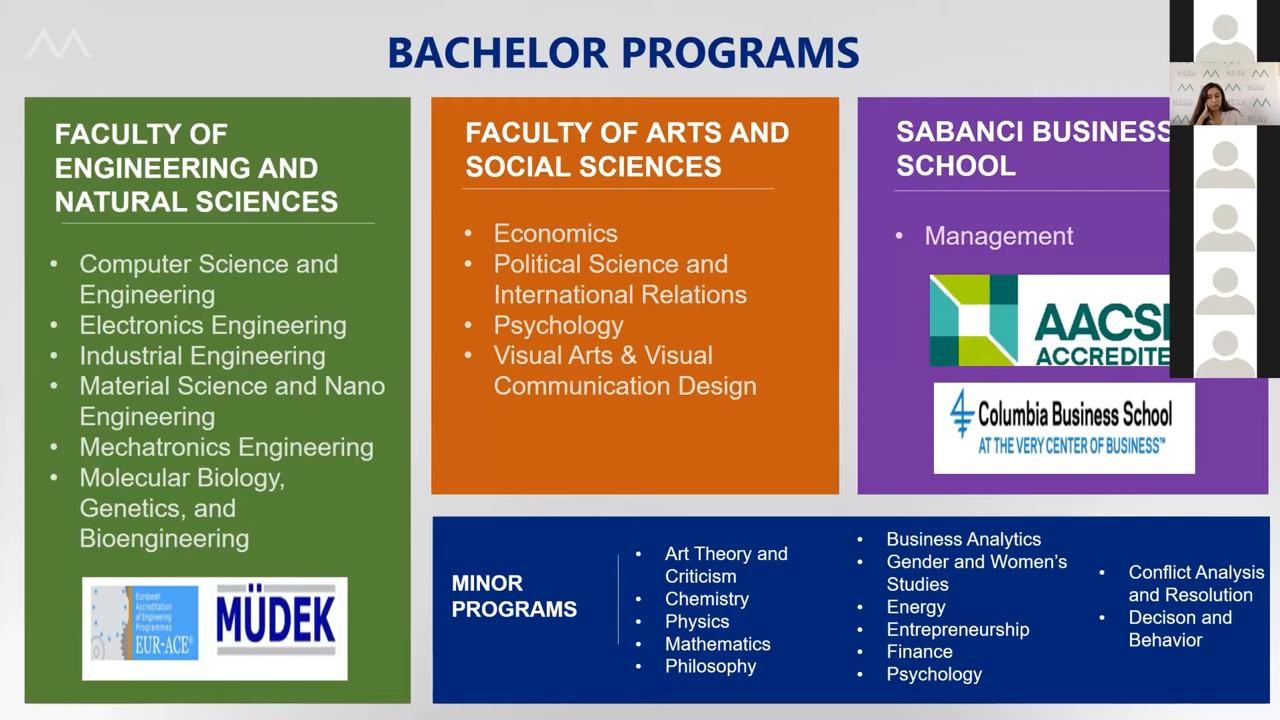 BACHELOR PROGRAMS
FACULTY OF
ENGINEERING AND
NATURAL SCIENCES
• Computer Science and
Engineering
• Electronics Engineering
• Industrial Engineering
• Material Science and Nano
Engineering
• Mechatronics Engineering
• Molecular Biology,
Genetics, and
Bioengineering
European
Accreditation
of Engineering
Programmes
EUR-ACE®
MÜDEK
FACULTY OF ARTS AND
SOCIAL SCIENCES
• Economics
• Political Science and
International Relations
• Psychology
• Visual Arts & Visual
Communication Design
SABANCI BUSINESS
SCHOOL
• Management
AACS
ACCREDITE
Columbia Business School
AT THE VERY CENTER OF BUSINESS™
MINOR
PROGRAMS
• Art Theory and
Criticism
• Chemistry
• Physics
• Mathematics
• Philosophy
• Business Analytics
• Gender and Women's
Studies
• Energy
• Entrepreneurship
• Finance
• Psychology
• Conflict Analysis
and Resolution
• Decison and
Behavior